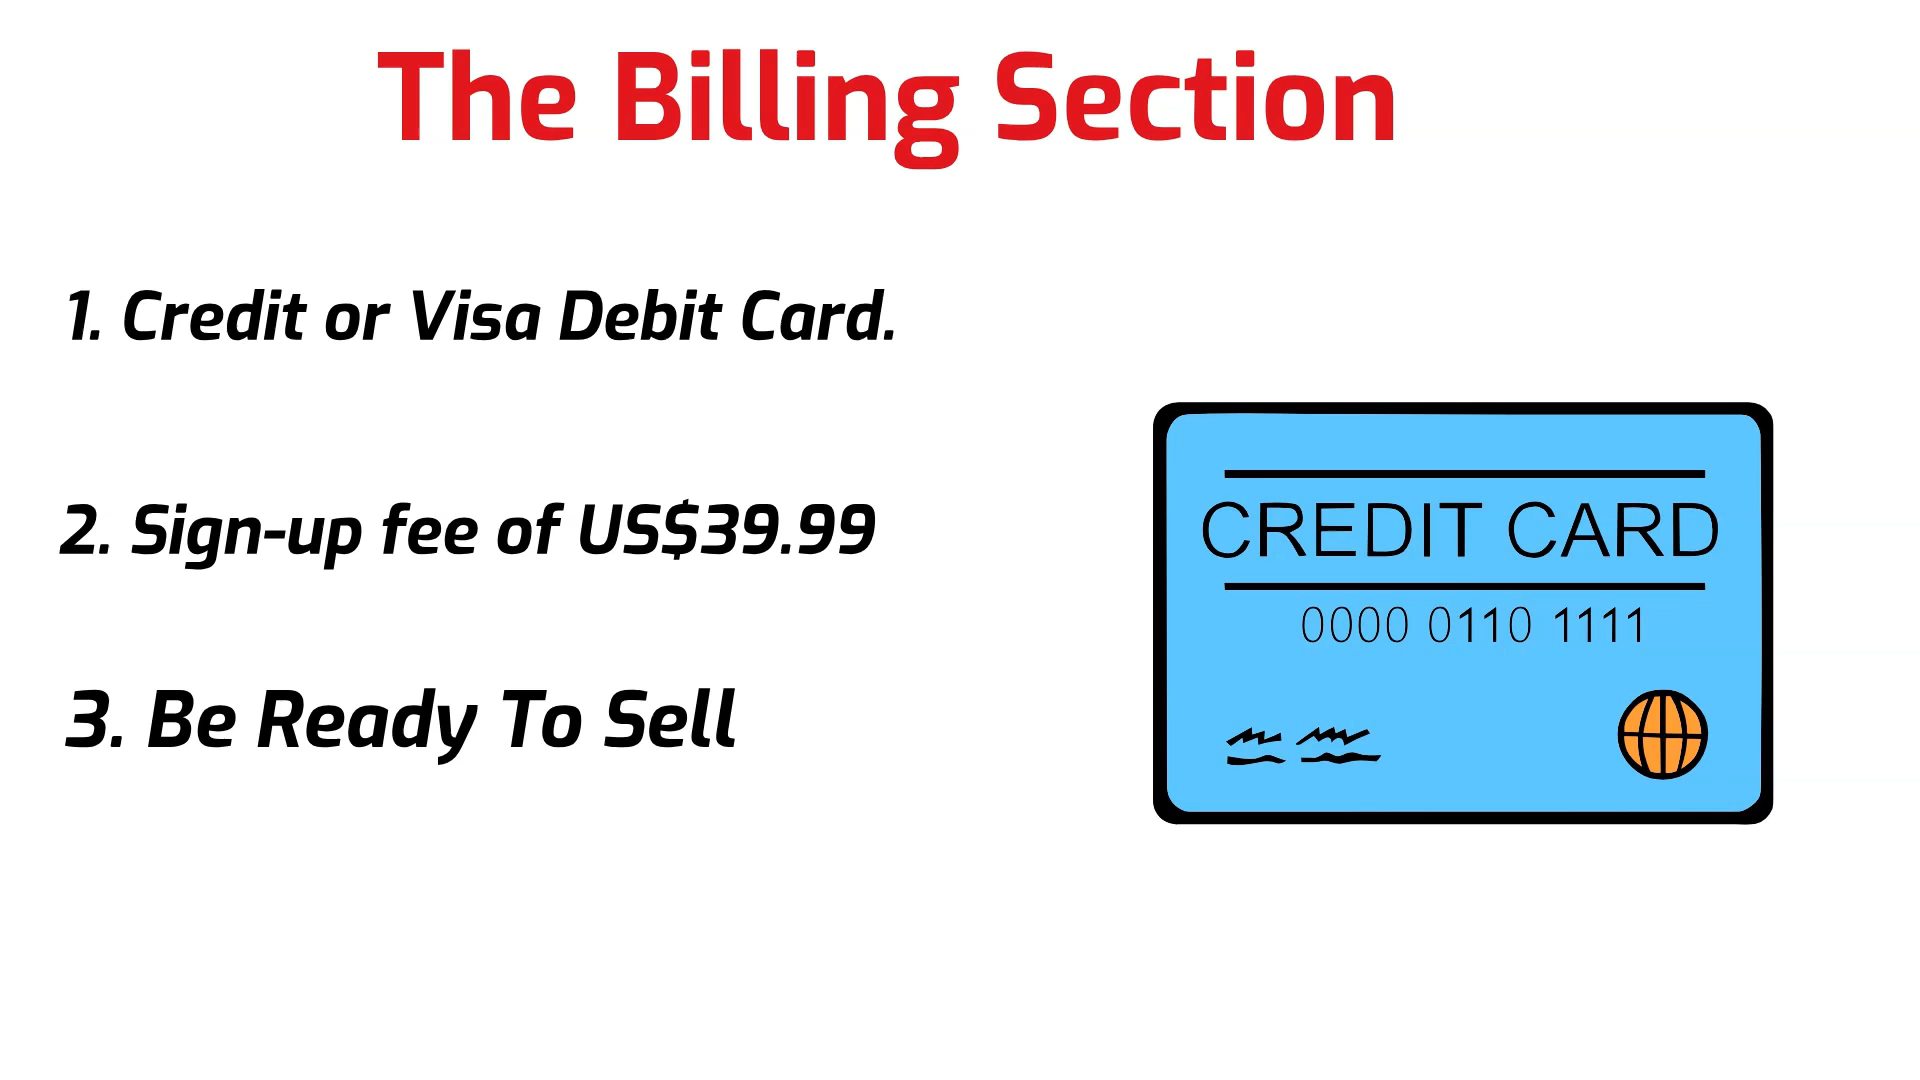 The Billing Section
1. Credit or Visa Debit Card.
2. Sign-up fee of US$39.99
3. Be Ready To Sell
CREDIT CARD
0000 0110 1111